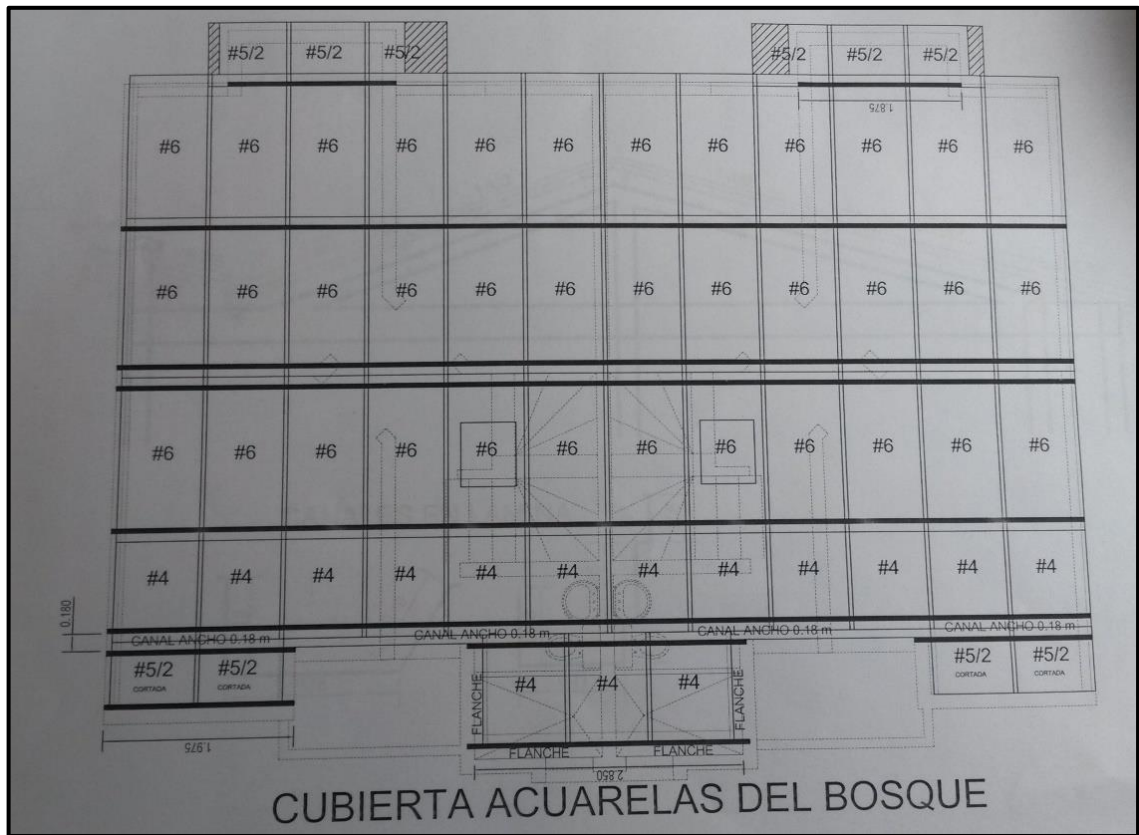 #5/2 #5/2 #5/2 #5/2 #5/2 #5/2
1.875
#6 #6 #6 #6 #6 #6 #6 #6 #6 #6 #6 #6
#6 #6 #6 #6 #6 #6 #6 #6 #6 #6 #6 #6
#6 #6 #6 #6 #6 #6 #6 #6 #6 #6 #6 #6
#4 #4 #4 #4 #4 #4 #4 #4 #4 #4 #4 #4
0.180
CANAL ANCHO 0.18 m CANAL ANCHO 0.18 m CANAL ANCHO 0.18 m CANAL ANCHO 0.18 m
#5/2 #5/2 #5/2 #5/2
CORTADA CORTADA CORTADA CORTADA
FLANCHE #4 #4 #4 FLANCHE
FLANCHE FLANCHE
1.975
2.850
CUBIERTA ACUARELAS DEL BOSQUE